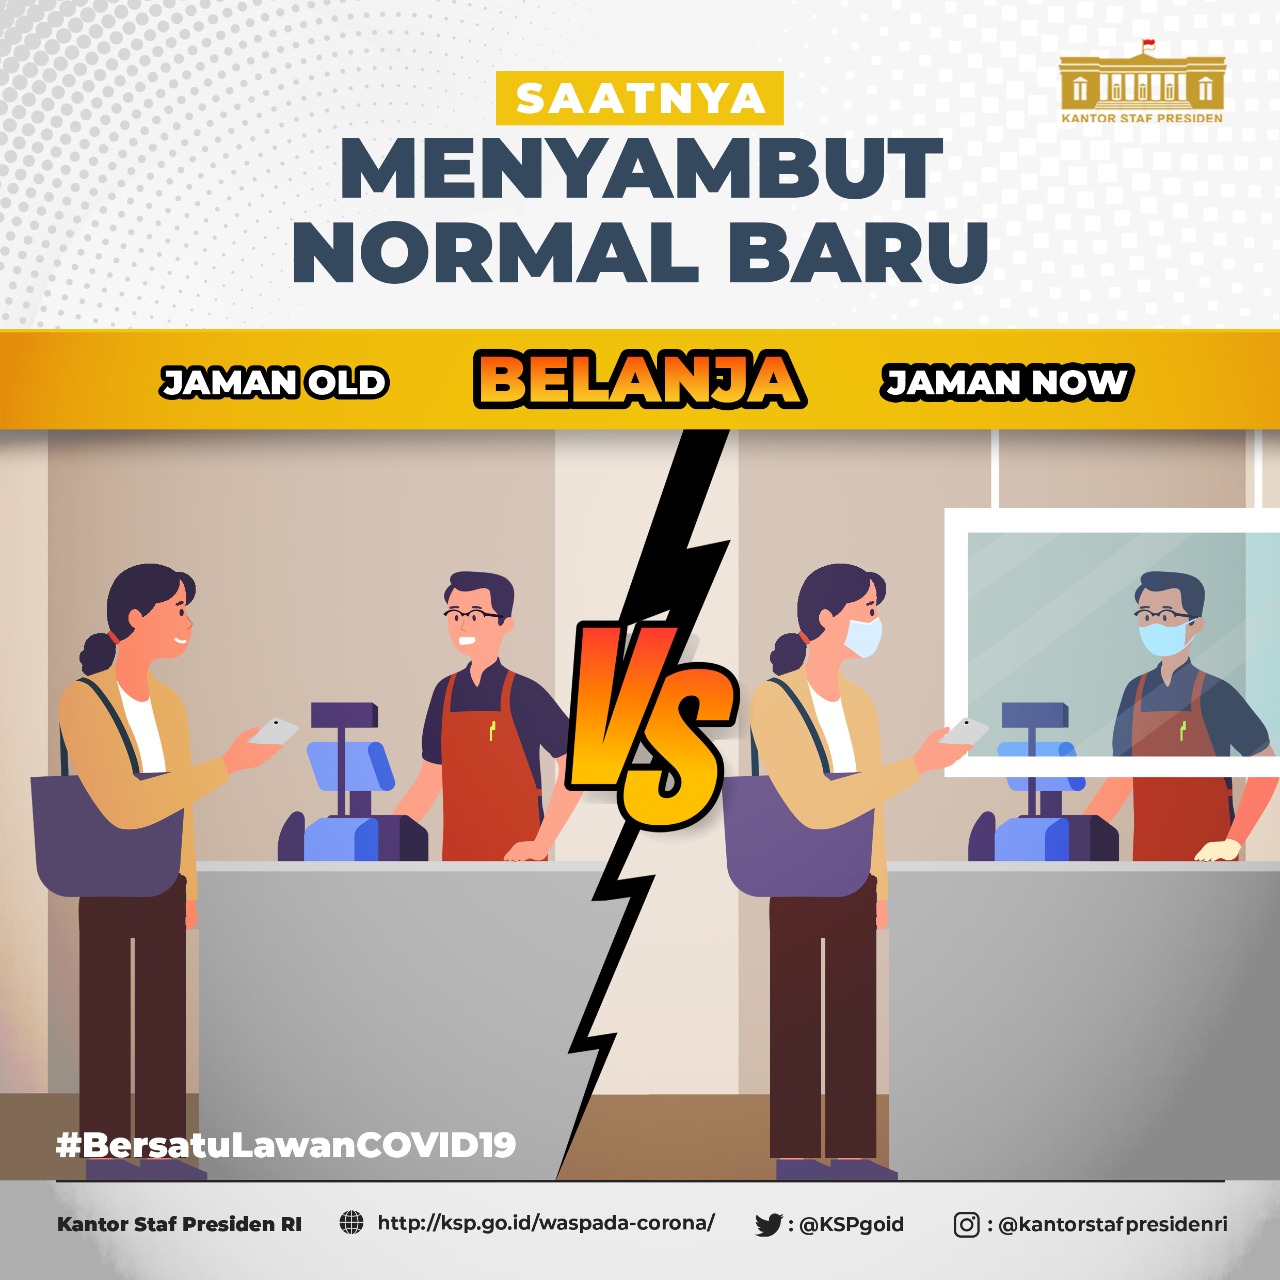 SAATNYA
MENYAMBUT
NORMAL BARU
KANTOR STAF PRESIDEN
JAMAN OLD
BELANJA
JAMAN NOW
VS
#BersatuLawanCOVID19
Kantor Staf Presiden RI
http://ksp.go.id/waspada-corona/
: @KSPgoid
: @kantorstafpresidenri